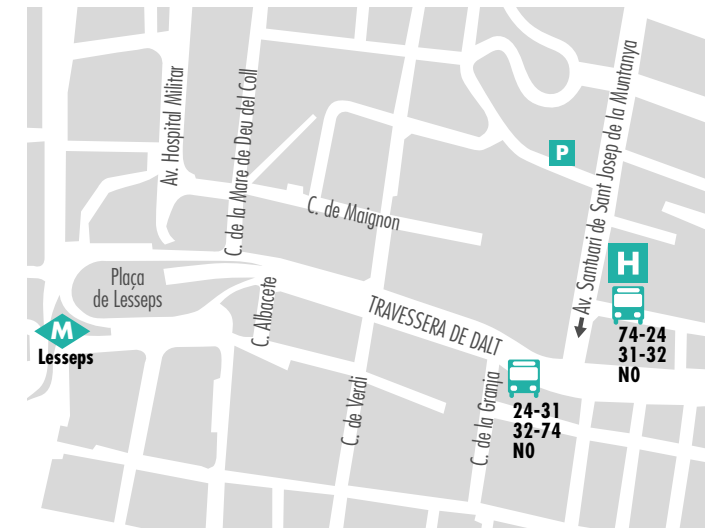 Av. Hospital Militar
C. de la Mare de Deu del Coll
Av. Santuari de Sant Josep de la Muntanya
P
C. de Maignon
H
Plaça
de Lesseps
C. Albacete
TRAVESSERA DE DALT
M
Lesseps
74-24
31-32
N0
C. de Verdi
C. de la Granja
24-31
32-74
N0